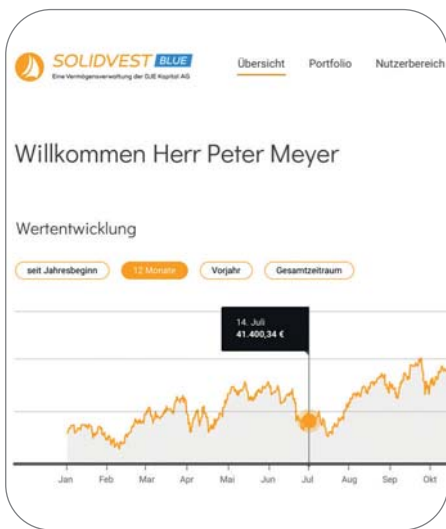 SOLIDVEST BLUE
Eine Vermögensverwaltung der DJE Kapital AG
Übersicht Portfolio Nutzerbereich
Willkommen Herr Peter Meyer
Wertentwicklung
seit Jahresbeginn 12 Monate Vorjahr Gesamtzeitraum
14. Juli
41.400,34 €
Jan Feb Mar Apr Mai Jun Jul Aug Sep Okt